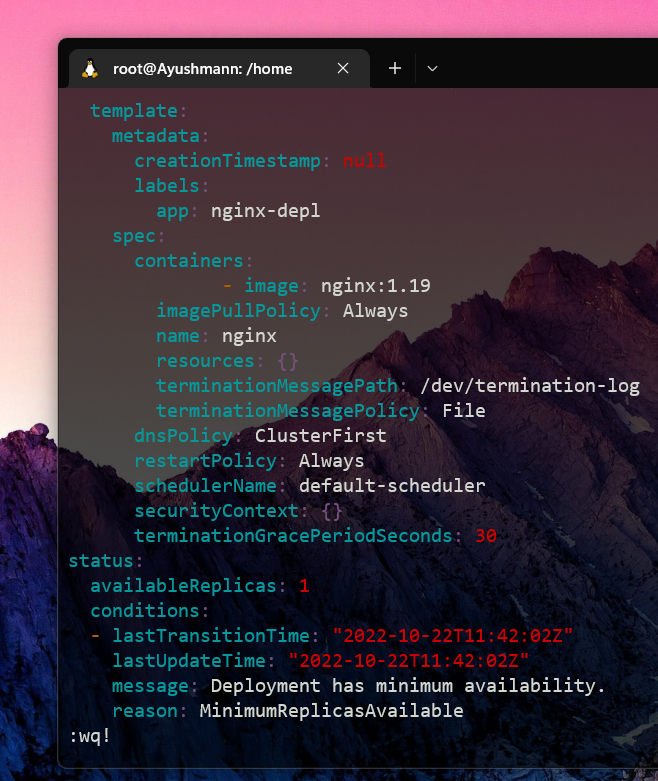 root@Ayushmann: /home
template:
metadata:
creationTimestamp: null
labels:
app: nginx-depl
spec:
containers:
- image: nginx:1.19
imagePullPolicy: Always
name: nginx
resources: {}
terminationMessagePath: /dev/termination-log
terminationMessagePolicy: File
dnsPolicy: ClusterFirst
restartPolicy: Always
schedulerName: default-scheduler
securityContext: {}
terminationGracePeriodSeconds: 30
status:
availableReplicas: 1
conditions:
- lastTransitionTime: "2022-10-22T11:42:02Z"
lastUpdateTime: "2022-10-22T11:42:02Z"
message: Deployment has minimum availability.
reason: MinimumReplicasAvailable
:wq!